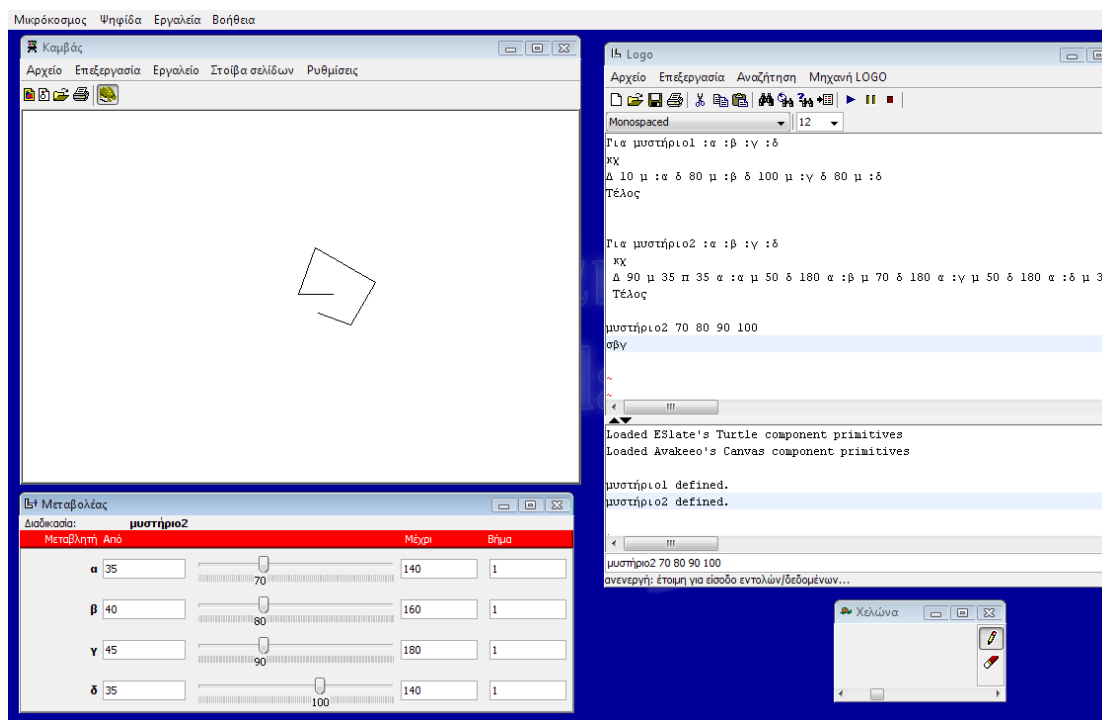 Μικρόκοσμος Ψηφίδα Εργαλεία Βοήθεια
Καμβάς
Αρχείο Επεξεργασία Εργαλείο Στοίβα σελίδων Ρυθμίσεις
Logo
Αρχείο Επεξεργασία Αναζήτηση Μηχανή LOGO
Monospaced 12
Για μυστήριο1 :α :β :γ :δ
κχ
Δ 10 μ :α δ 80 μ :β δ 100 μ :γ δ 80 μ :δ
Τέλος
Για μυστήριο2 :α :β :γ :δ
κχ
Δ 90 μ 35 π 35 α :α μ 50 δ 180 α :β μ 70 δ 180 α :γ μ 50 δ 180 α :δ μ 3
Τέλος
μυστήριο2 70 80 90 100
σβγ
~
~
Loaded ESlate's Turtle component primitives
Loaded Avakeeo's Canvas component primitives
μυστήριο1 defined.
μυστήριο2 defined.
μυστήριο2 70 80 90 100
ανενεργή: έτοιμη για είσοδο εντολών/δεδομένων...
Μεταβολέας
Διαδικασία: μυστήριο2
Μεταβλητή Από Μέχρι Βήμα
α 35 70 140 1
β 40 80 160 1
γ 45 90 180 1
δ 35 100 140 1
Χελώνα